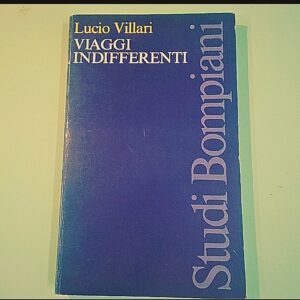 Lucio Villari
VIAGGI
INDIFFERENTI
Studi Bompiani